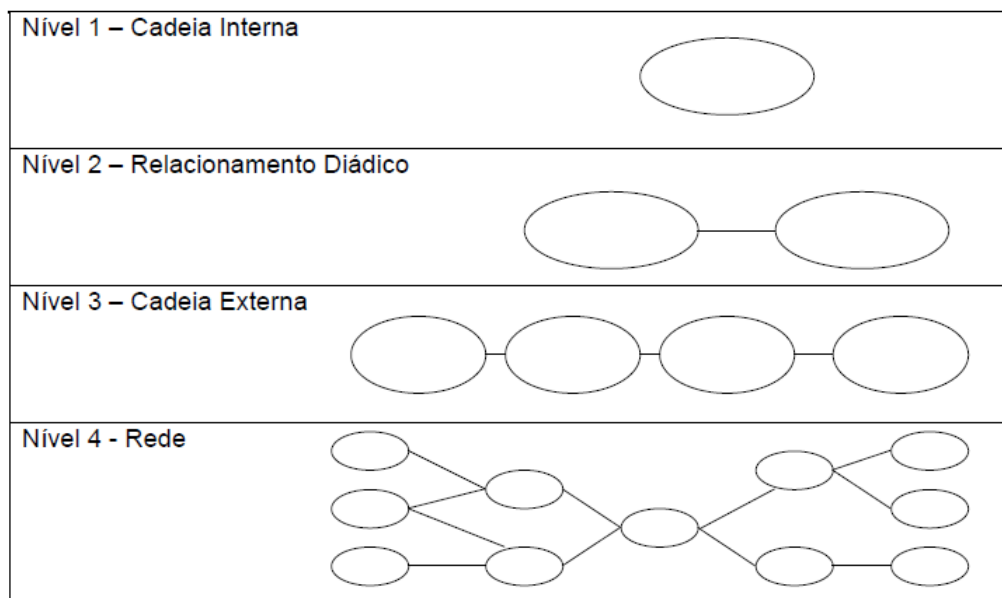 Nível 1 – Cadeia Interna
Nível 2 – Relacionamento Diádico
Nível 3 – Cadeia Externa
Nível 4 - Rede